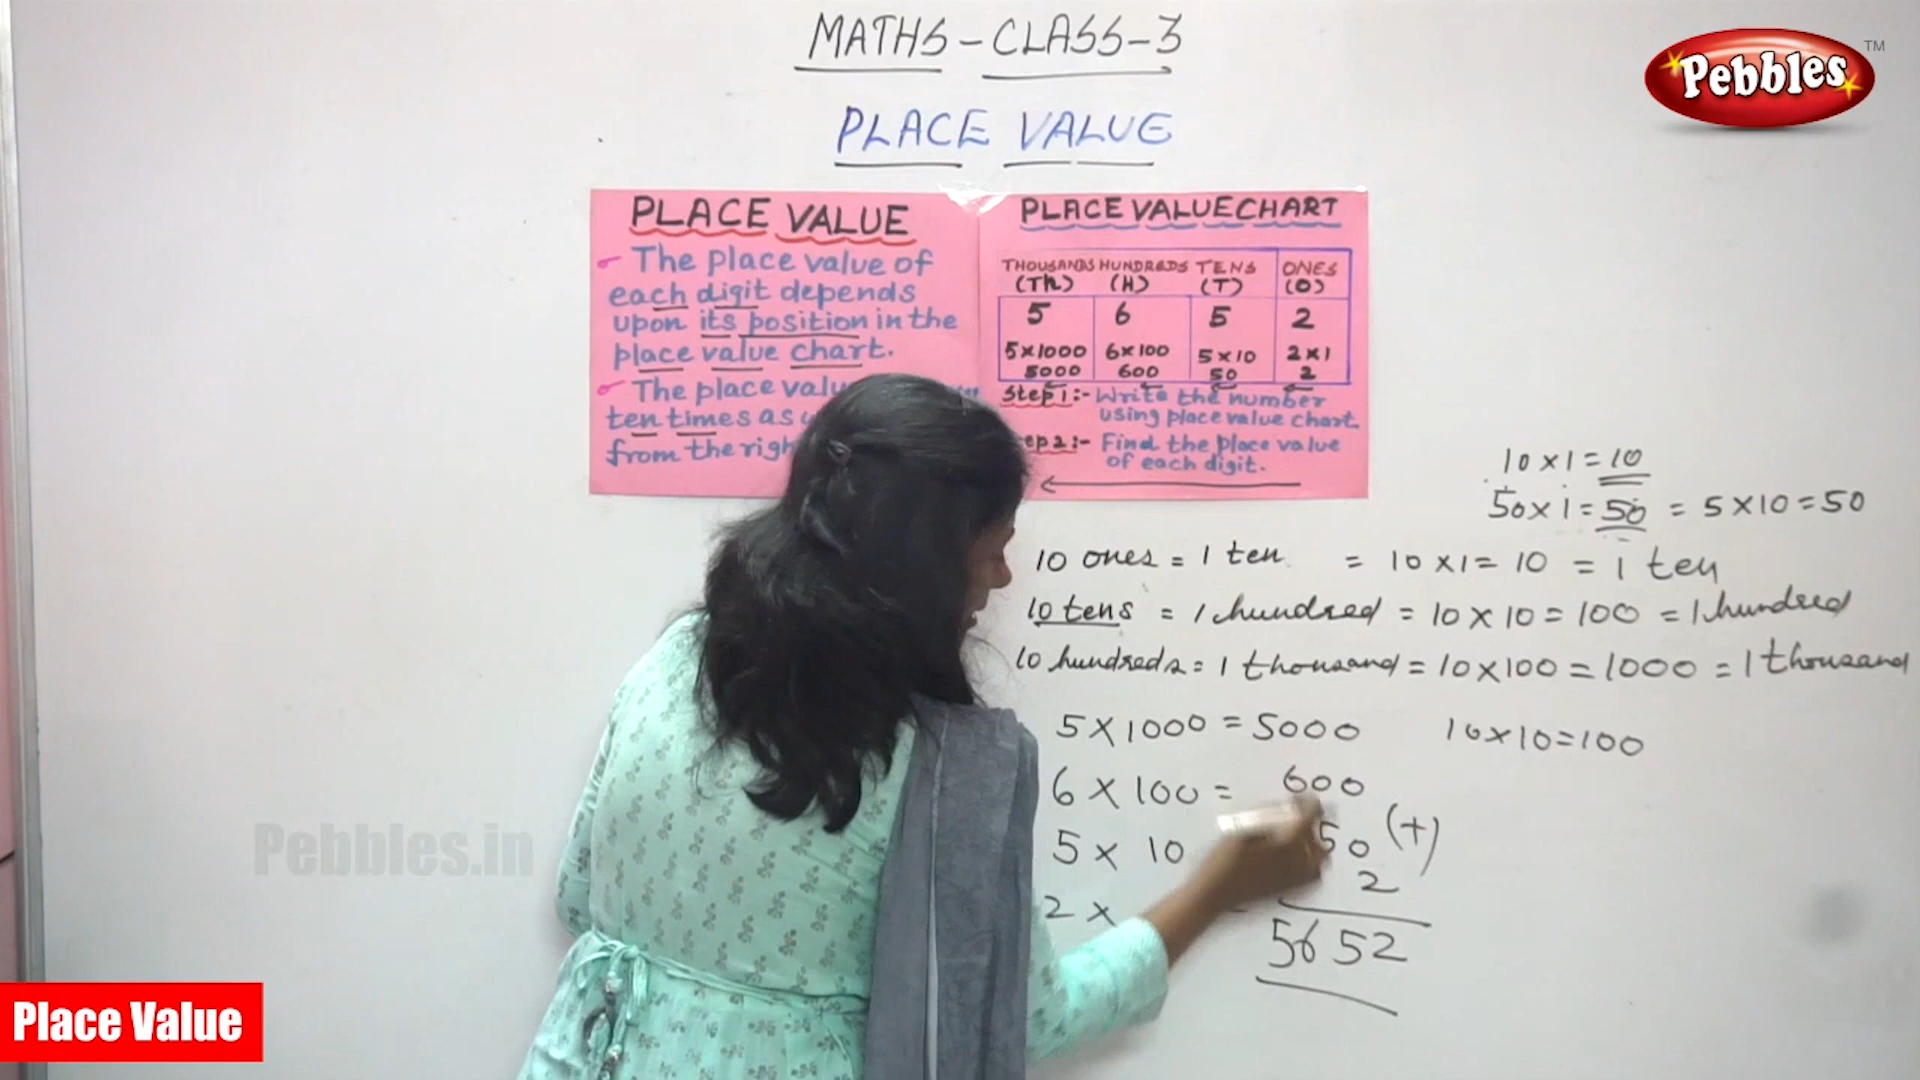 MATHS - CLASS - 3
Pebbles TM
PLACE VALUE
PLACE VALUE
The place value of
each digit depends
upon its position in the
place value chart.
The place
ten times as
from the
PLACE VALUE CHART
THOUSANDS HUNDREDS TENS ONES
(Th) (H) (T) (O)
5 6 5 2
5×1000 6×100 5×10 2×1
5000 600 50 2
Step 1:- Write the number
using place value chart.
ep 2:- Find the place value
of each digit.
10 × 1 = 10
50 × 1 = 50 = 5 × 10 = 50
10 ones = 1 ten = 10 × 1 = 10 = 1 ten
10 tens = 1 hundred = 10 × 10 = 100 = 1 hundred
10 hundreds = 1 thousand = 10 × 100 = 1000 = 1 thousand
5 × 1000 = 5000 10 × 10 = 100
6 × 100 = 600
5 × 10 50 (+)
2 × = 2
5652
Pebbles.in
Place Value